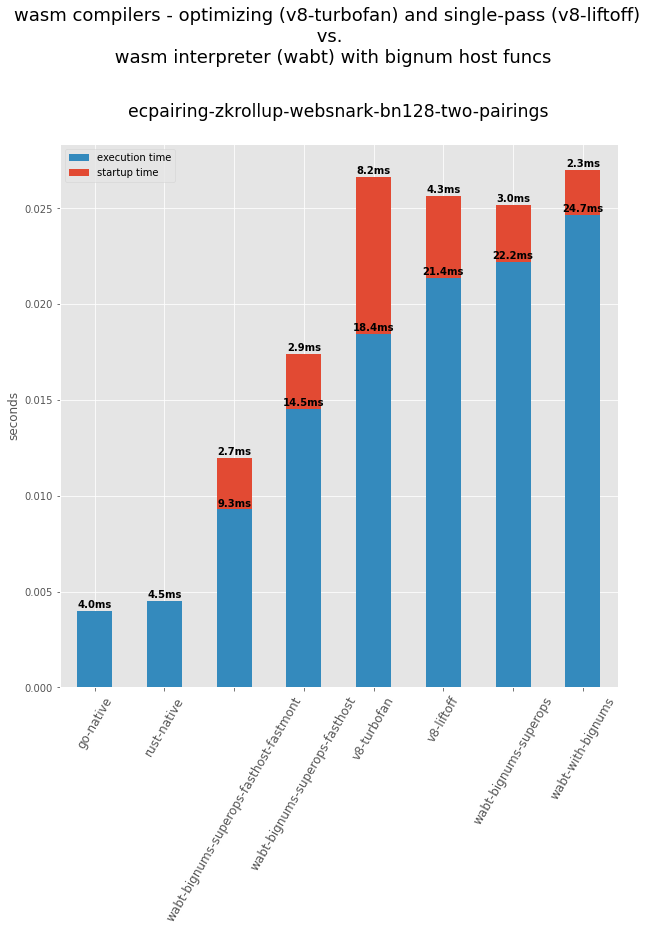 wasm compilers - optimizing (v8-turbofan) and single-pass (v8-liftoff)
vs.
wasm interpreter (wabt) with bignum host funcs
ecpairing-zkrollup-websnark-bn128-two-pairings
execution time
startup time
seconds
0.025
0.020
0.015
0.010
0.005
0.000
4.0ms
4.5ms
2.7ms
9.3ms
2.9ms
14.5ms
8.2ms
18.4ms
4.3ms
21.4ms
3.0ms
22.2ms
2.3ms
24.7ms
go-native
rust-native
wabt-bignums-superops-fasthost-fastmont
wabt-bignums-superops-fasthost
v8-turbofan
v8-liftoff
wabt-bignums-superops
wabt-with-bignums